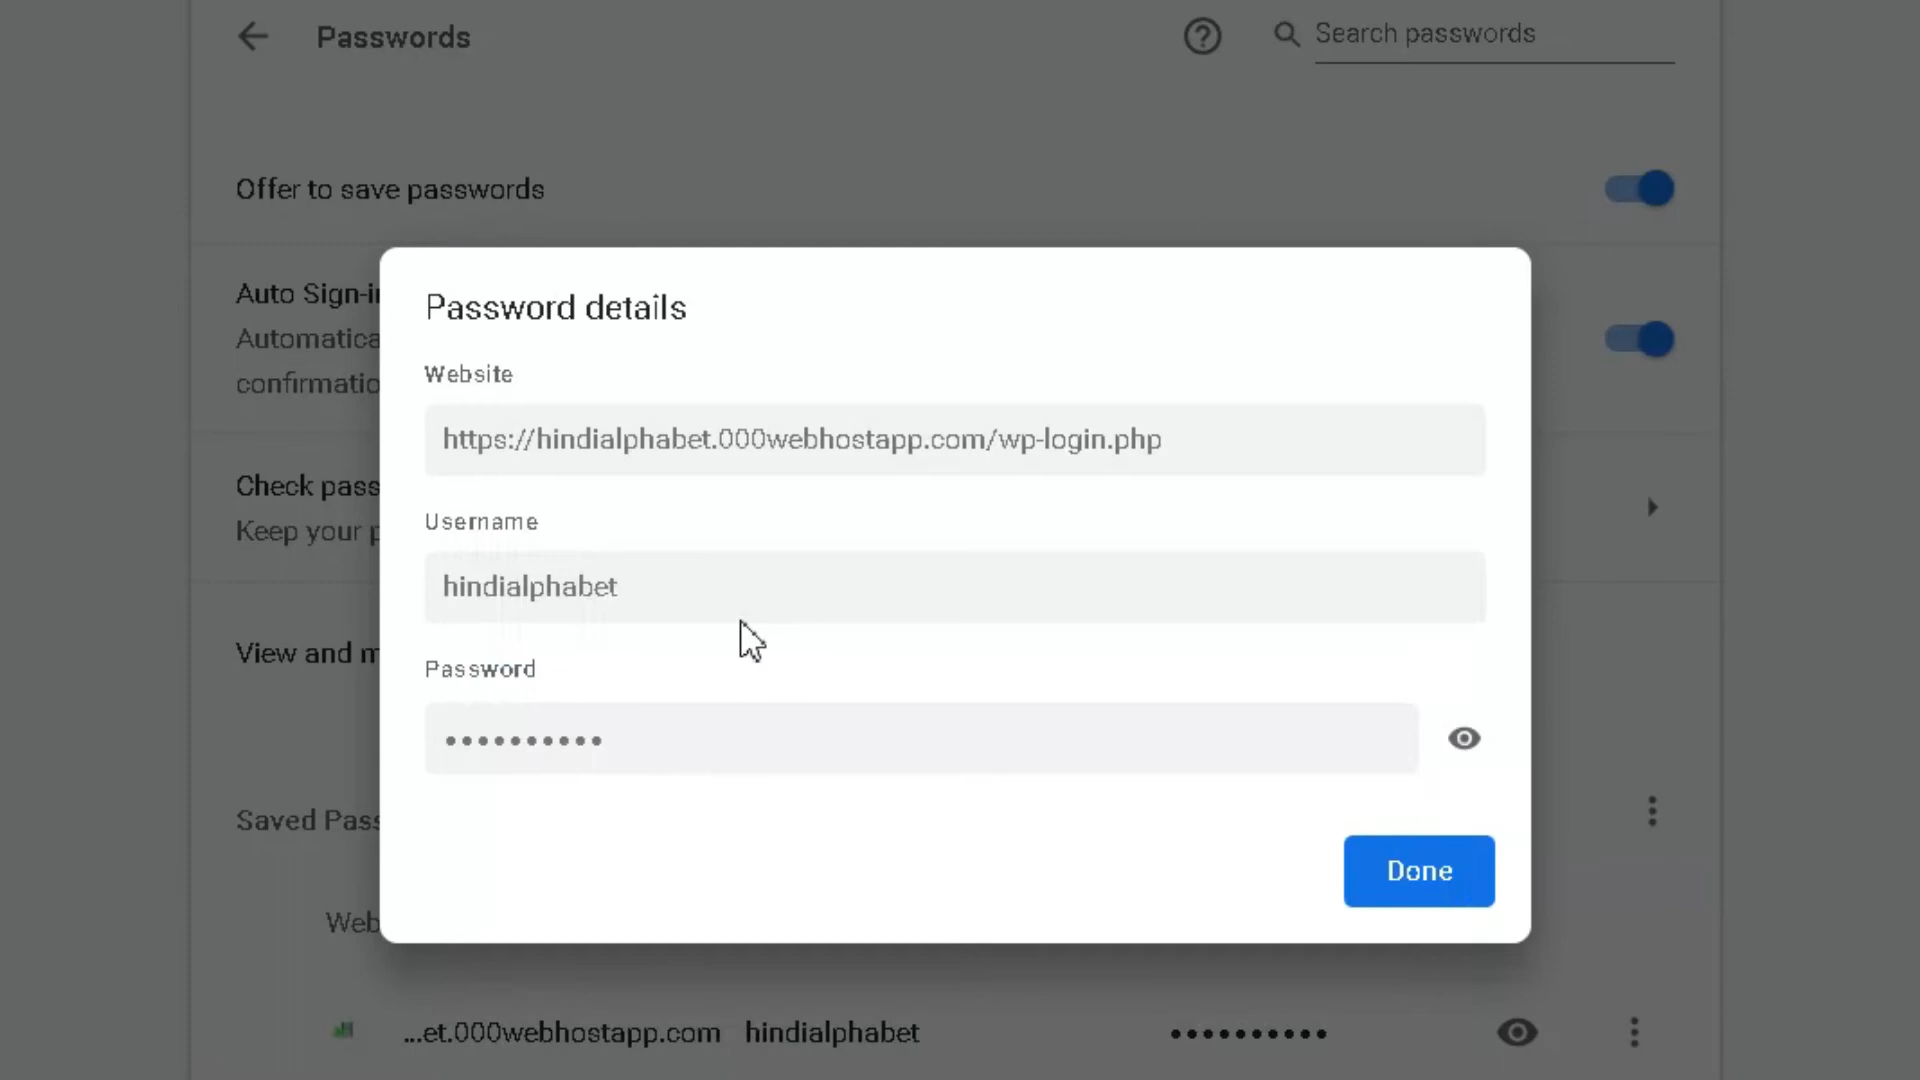 Passwords
Search passwords
Offer to save passwords
Auto Sign-i
Automatica
confirmatio
Check pass
Keep your p
View and m
Saved Pass
Web
Password details
Website
https://hindialphabet.000webhostapp.com/wp-login.php
Username
hindialphabet
Password
••••••••••
Done
...et.000webhostapp.com hindialphabet ••••••••••